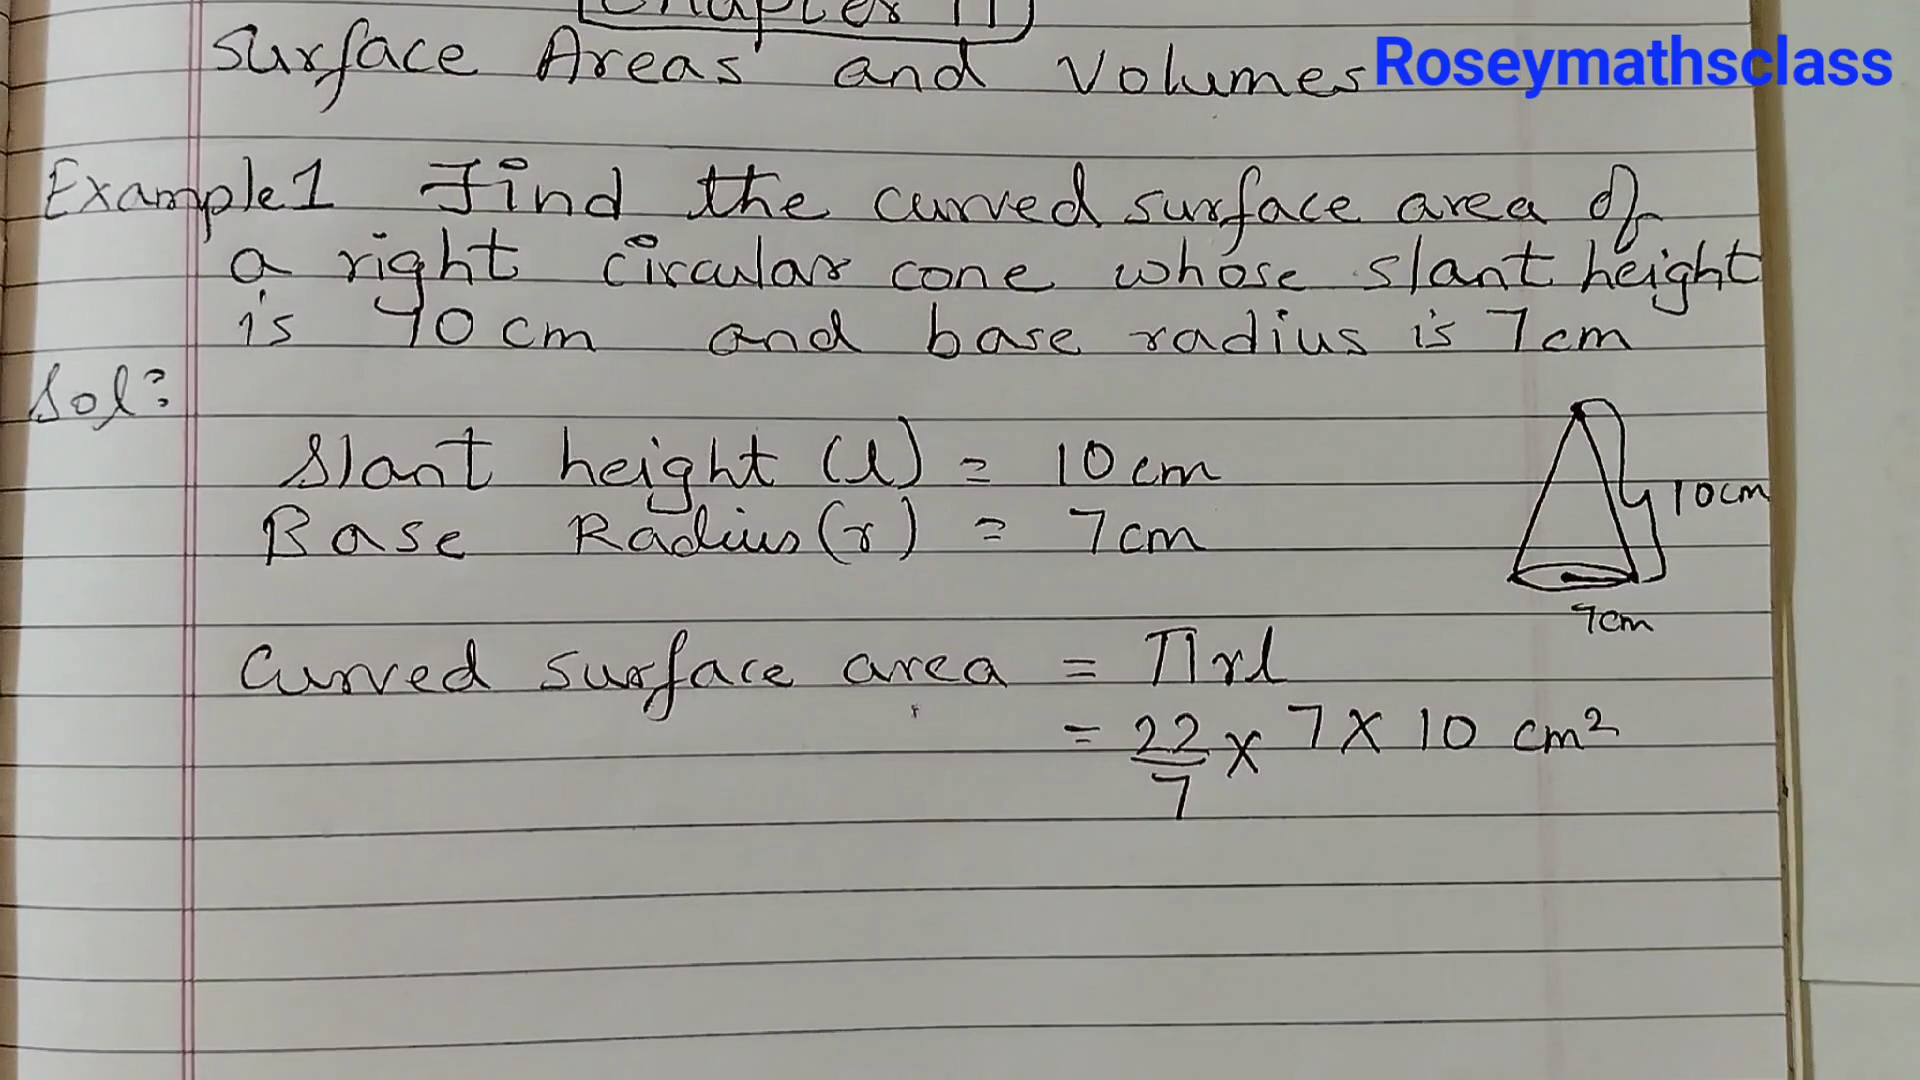 Chapter 11
Surface Areas and Volumes
Roseymathsclass
Example 1 Find the curved surface area of
a right circular cone whose slant height
is 10 cm and base radius is 7cm
Sol:
Slant height (l) = 10 cm
Base Radius (r) = 7cm
10cm
7cm
Curved surface area = πrl
= 22/7 × 7 × 10 cm²